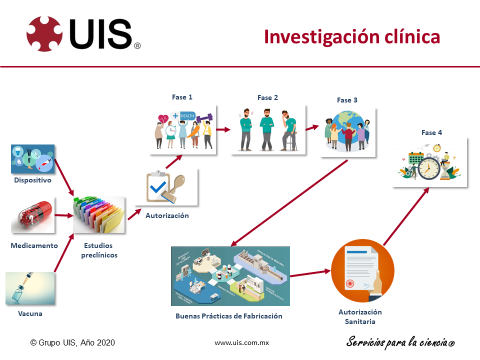 UIS®
Investigación clínica
Fase 1
Fase 2
Fase 3
Fase 4
HEALTH
Dispositivo
Autorización
Medicamento
Estudios
preclínicos
Vacuna
Buenas Prácticas de Fabricación
Autorización
Sanitaria
© Grupo UIS, Año 2020
www.uis.com.mx
Servicios para la ciencia®